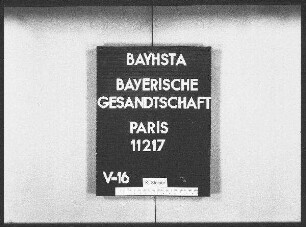 BAYHSTA
BAYERISCHE
GESANDTSCHAFT
PARIS
11217
V-16